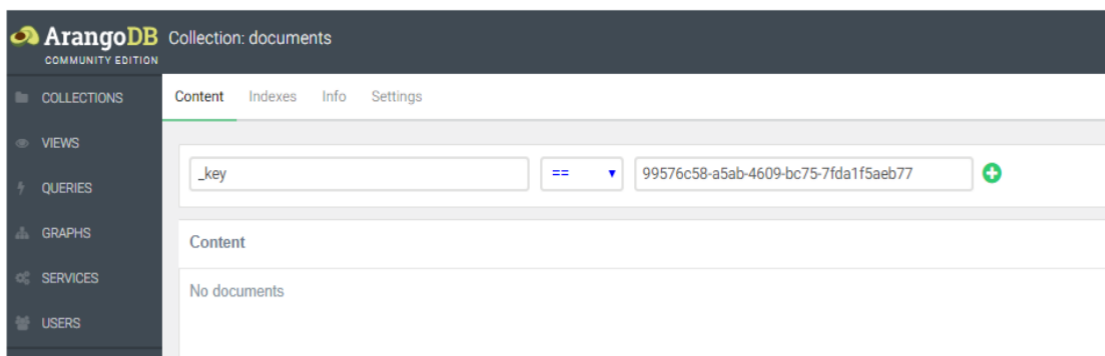 ArangoDB Collection: documents
COMMUNITY EDITION
COLLECTIONS
VIEWS
QUERIES
GRAPHS
SERVICES
USERS
Content Indexes Info Settings
_key == 99576c58-a5ab-4609-bc75-7fda1f5aeb77
Content
No documents